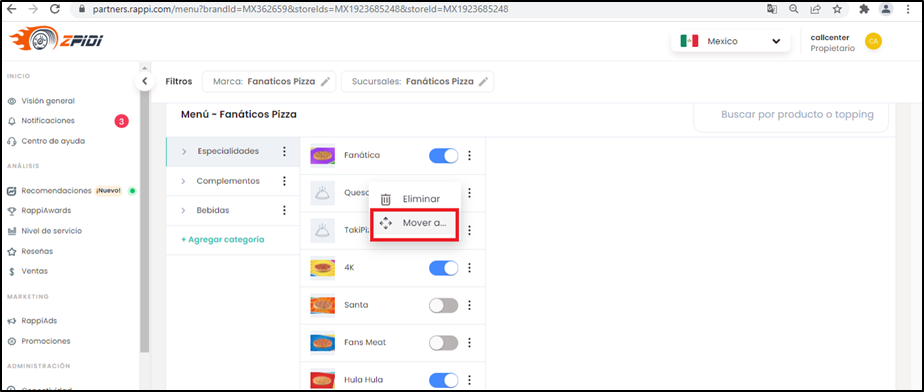 partners.rappi.com/menu?brandId=MX362659&storeIds=MX1923685248&storeId=MX1923685248
ZPIDI
Mexico
callcenter
Propietario
CA
INICIO
Visión general
Notificaciones
3
Centro de ayuda
ANÁLISIS
Recomendaciones ¡Nuevo!
RappiAwards
Nivel de servicio
Reseñas
Ventas
MARKETING
RappiAds
Promociones
ADMINISTRACIÓN
Filtros
Marca: Fanaticos Pizza
Sucursales: Fanáticos Pizza
Menú - Fanáticos Pizza
Buscar por producto o topping
Especialidades
Complementos
Bebidas
+ Agregar categoría
Fanática
Eliminar
Mover a...
4K
Santa
Fans Meat
Hula Hula